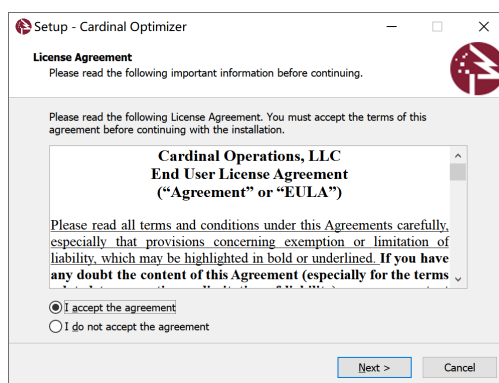 Setup - Cardinal Optimizer
License Agreement
Please read the following important information before continuing.
Please read the following License Agreement. You must accept the terms of this
agreement before continuing with the installation.
Cardinal Operations, LLC
End User License Agreement
(“Agreement” or “EULA”)
Please read all terms and conditions under this Agreements carefully,
especially that provisions concerning exemption or limitation of
liability, which may be highlighted in bold or underlined. If you have
any doubt the content of this Agreement (especially for the terms
I accept the agreement
I do not accept the agreement
Next >
Cancel